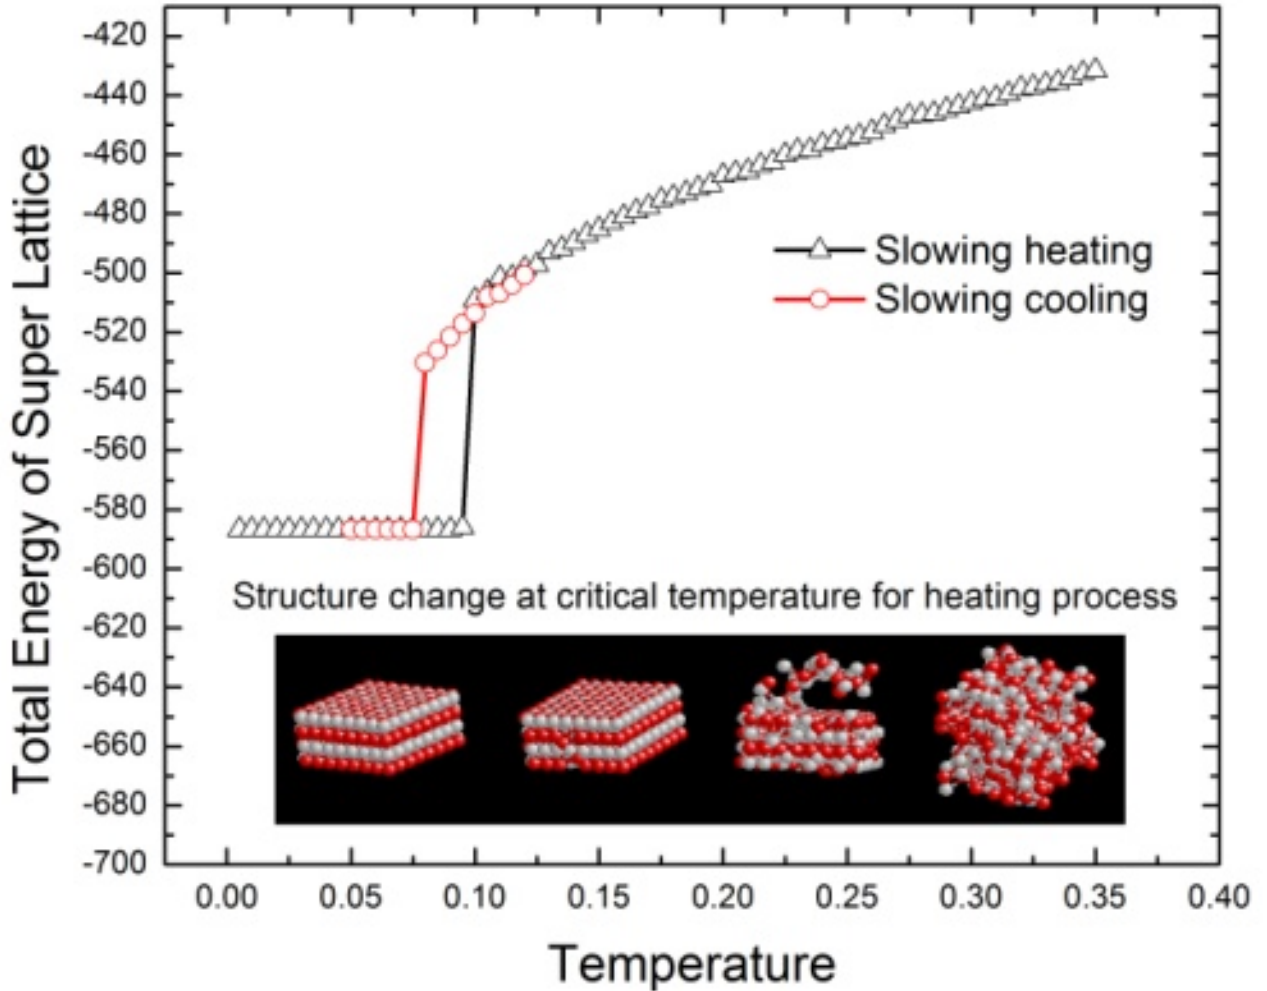 Total Energy of Super Lattice
-420
-440
-460
-480
-500
-520
-540
-560
-580
-600
-620
-640
-660
-680
-700
Slowing heating
Slowing cooling
Structure change at critical temperature for heating process
0.00 0.05 0.10 0.15 0.20 0.25 0.30 0.35 0.40
Temperature